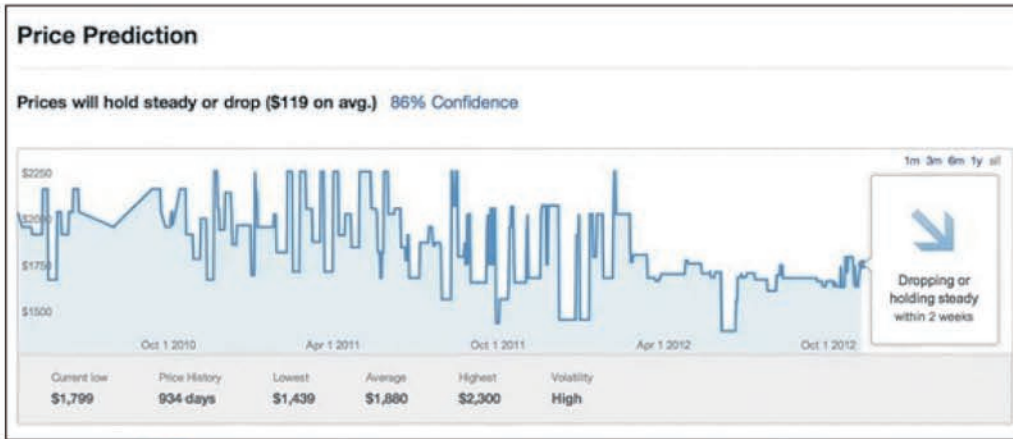 Price Prediction
Prices will hold steady or drop ($119 on avg.) 86% Confidence
1m 3m 6m 1y all
$2250
$2000
$1750
$1500
Dropping or
holding steady
within 2 weeks
Oct 1 2010 Apr 1 2011 Oct 1 2011 Apr 1 2012 Oct 1 2012
Current low Price History Lowest Average Highest Volatility
$1,799 934 days $1,439 $1,880 $2,300 High